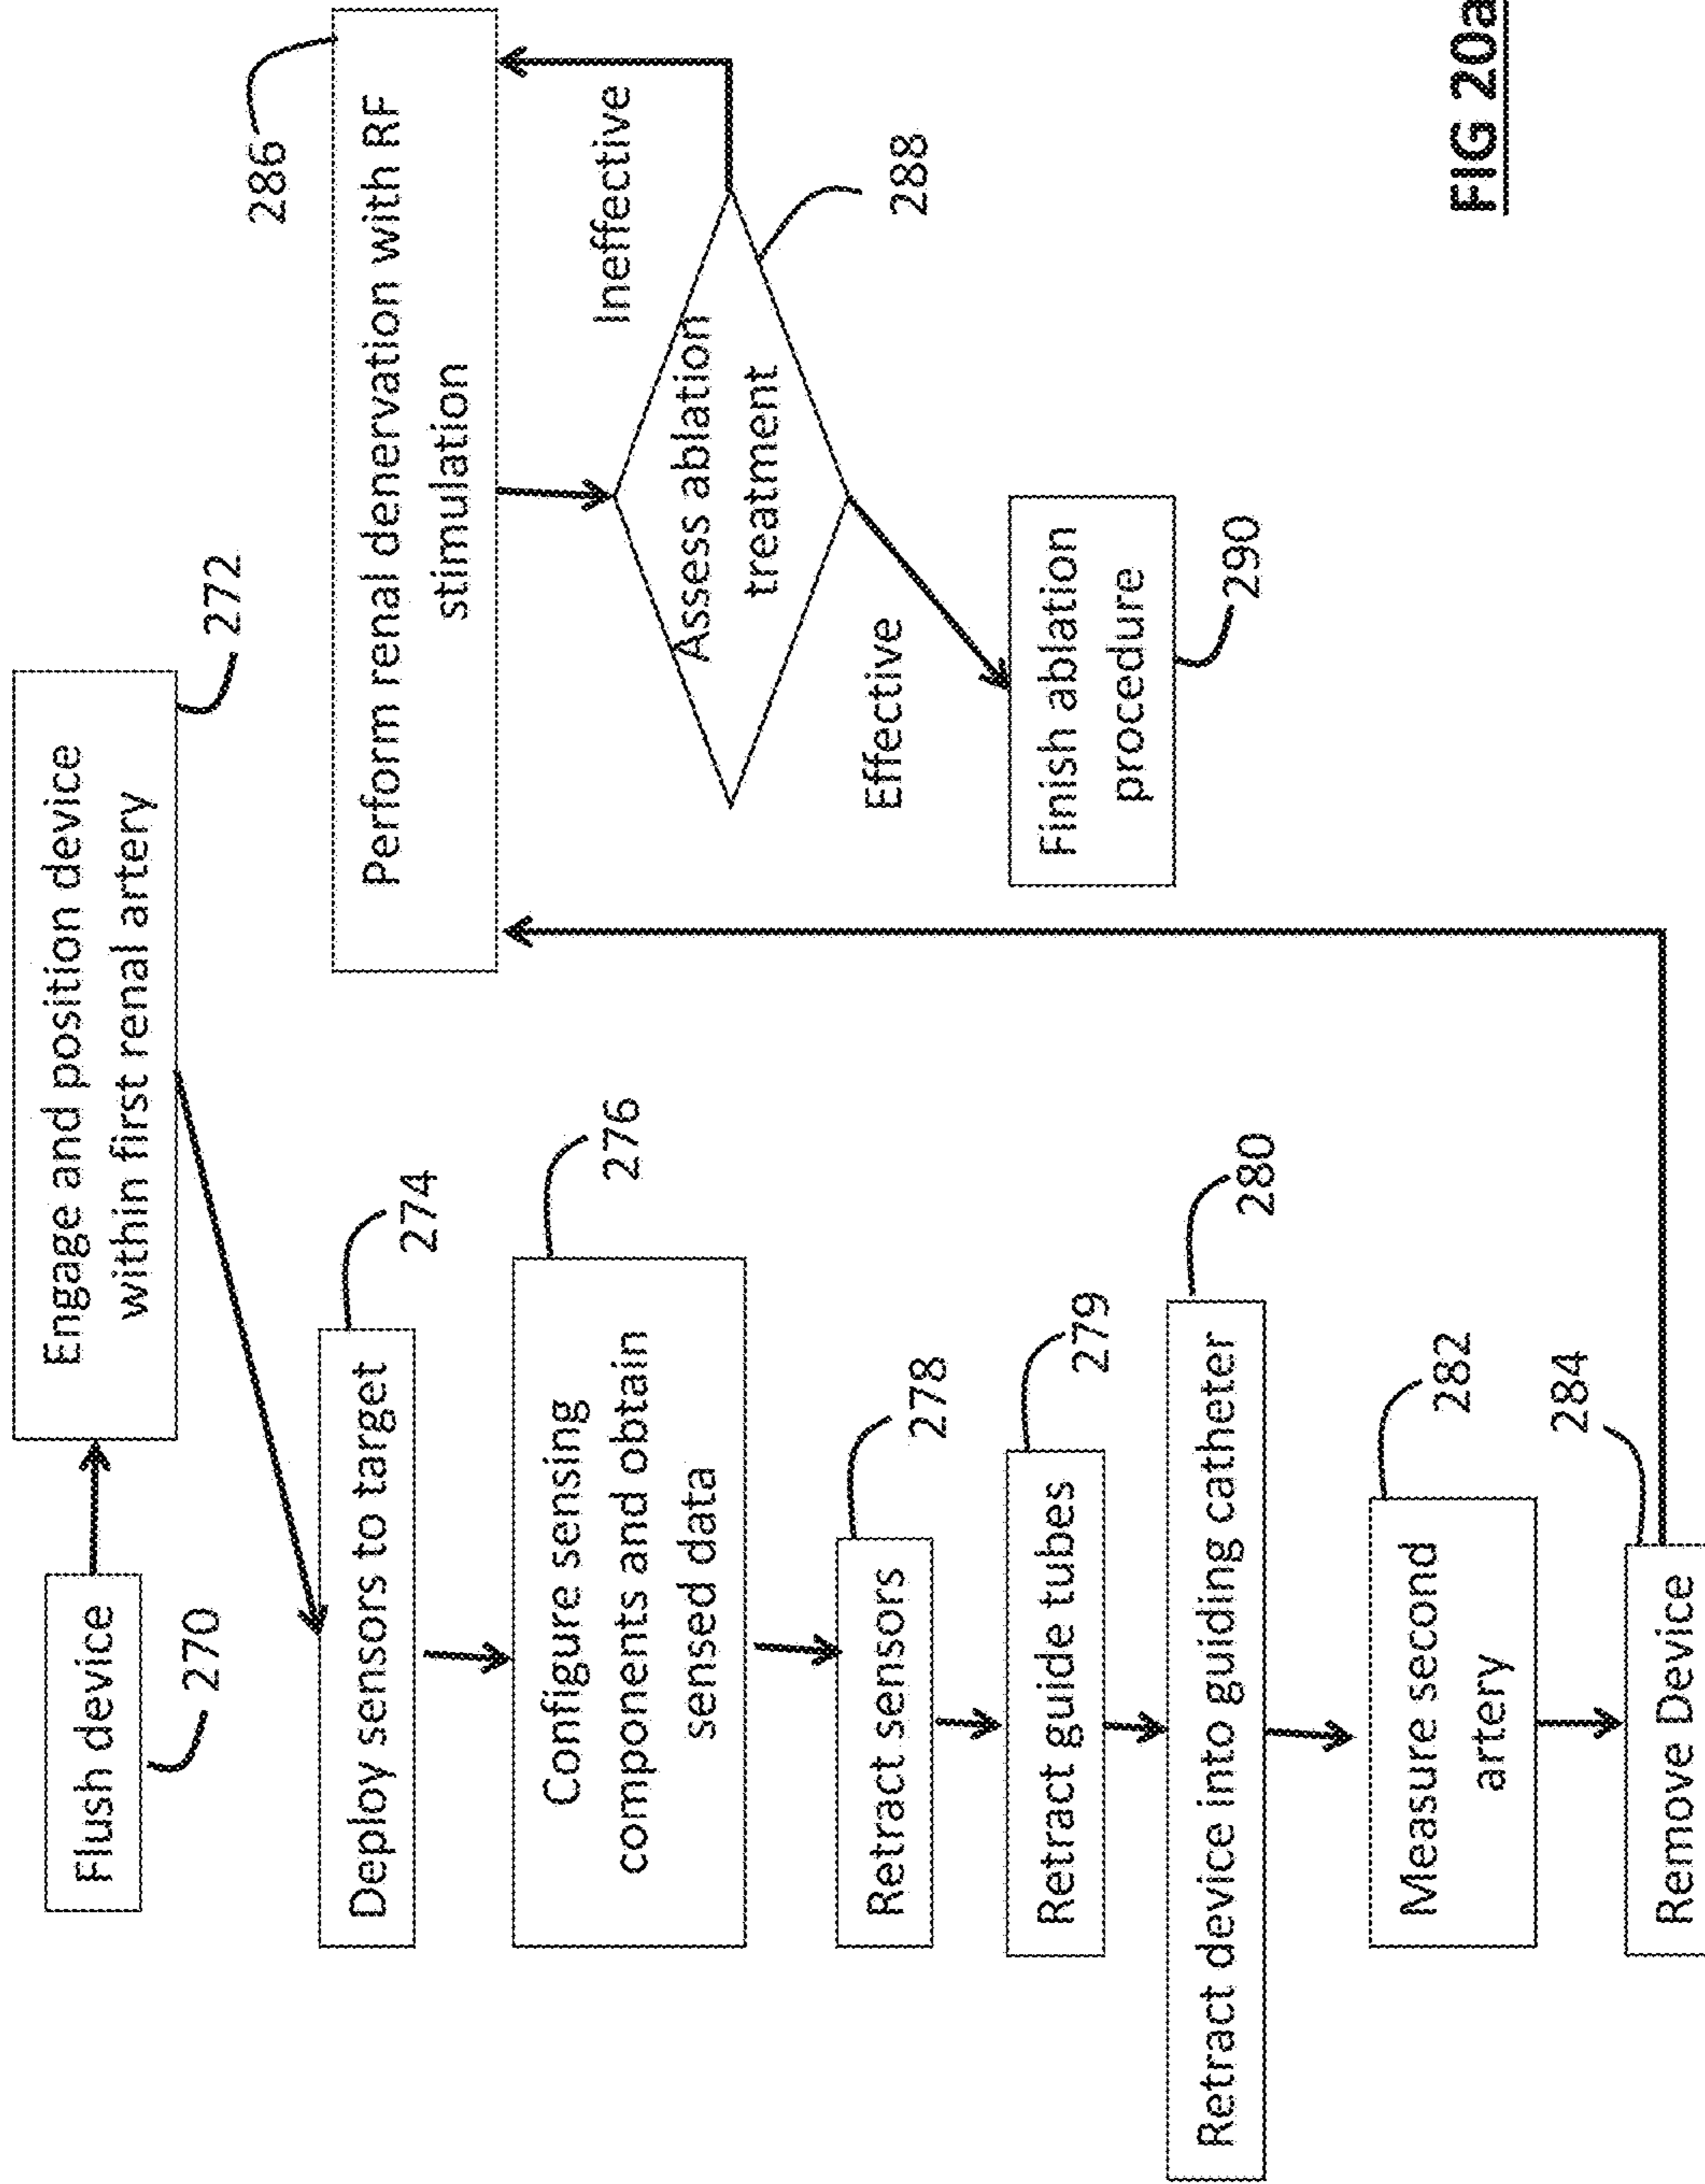 Flush device
270
Engage and position device
within first renal artery
272
Deploy sensors to target
274
Configure sensing
components and obtain
sensed data
276
Retract sensors
278
Retract guide tubes
279
Retract device into guiding catheter
280
Measure second
artery
282
Remove Device
284
Perform renal denervation with RF
stimulation
286
Assess ablation
treatment
288
Ineffective
Effective
Finish ablation
procedure
290
FIG 20a